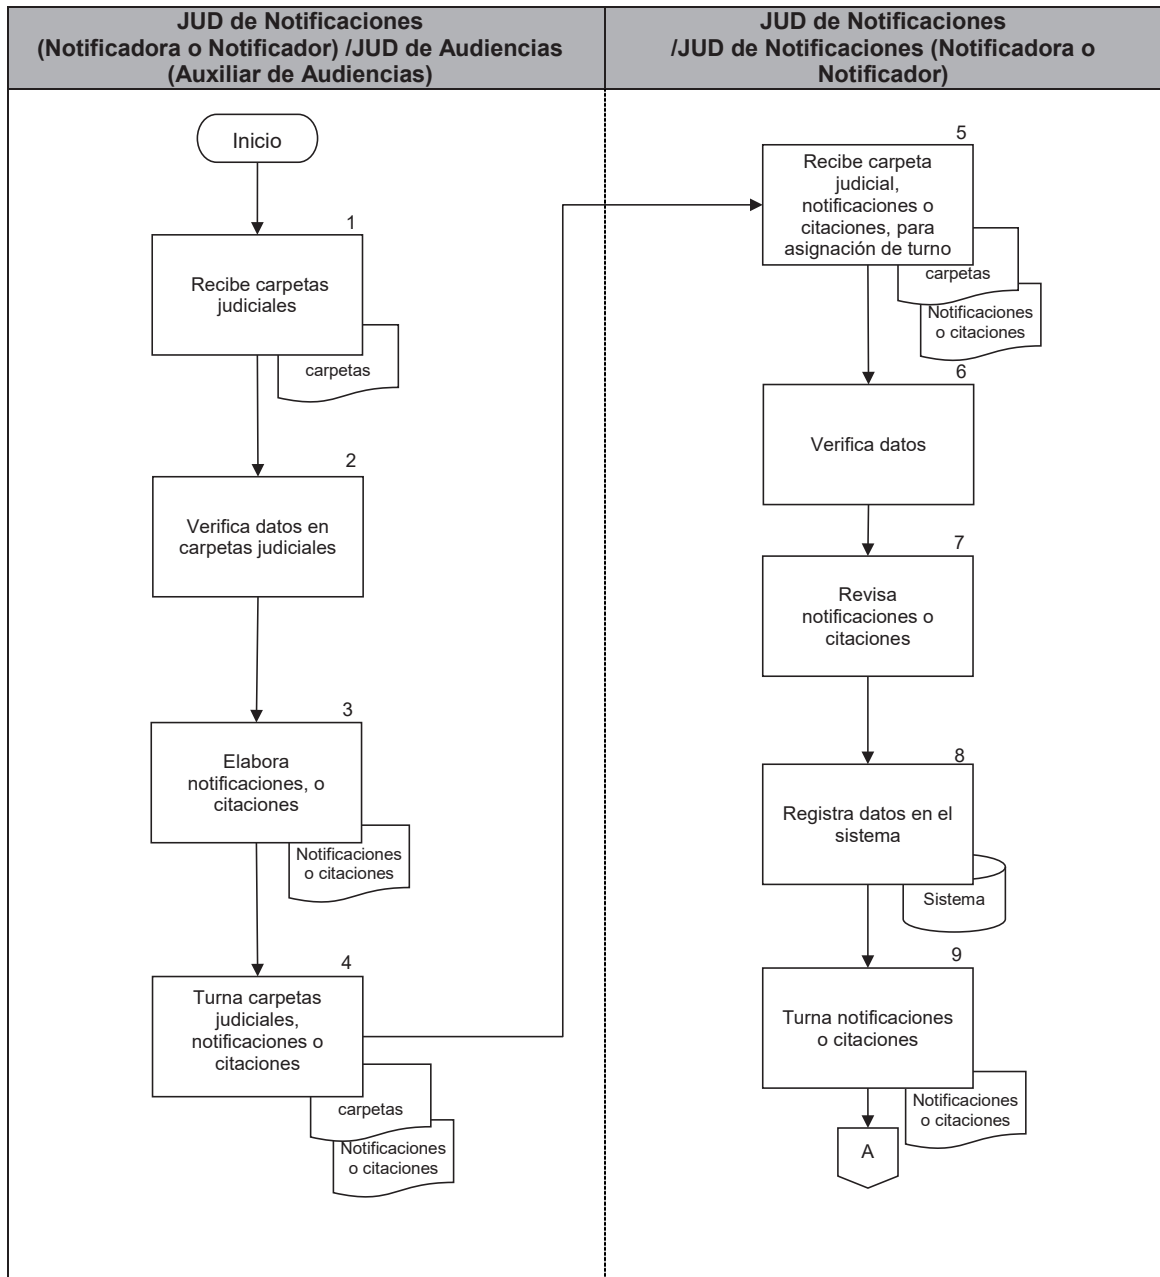 JUD de Notificaciones
(Notificadora o Notificador) /JUD de Audiencias
(Auxiliar de Audiencias)
JUD de Notificaciones
/JUD de Notificaciones (Notificadora o
Notificador)
Inicio
1
Recibe carpetas
judiciales
carpetas
2
Verifica datos en
carpetas judiciales
3
Elabora
notificaciones, o
citaciones
Notificaciones
o citaciones
4
Turna carpetas
judiciales,
notificaciones o
citaciones
carpetas
Notificaciones
o citaciones
5
Recibe carpeta
judicial,
notificaciones o
citaciones, para
asignación de turno
carpetas
Notificaciones
o citaciones
6
Verifica datos
7
Revisa
notificaciones o
citaciones
8
Registra datos en el
sistema
Sistema
9
Turna notificaciones
o citaciones
Notificaciones
o citaciones
A